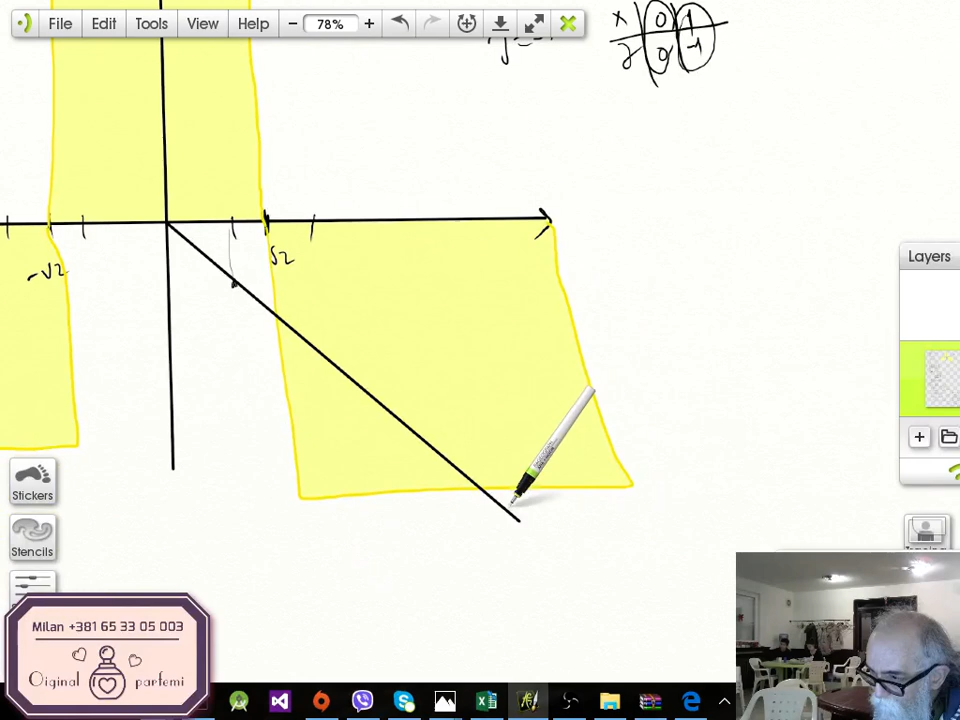 File Edit Tools View Help − 78% +
x 0 1
y 0 -1
y =
-√2
√2
Layers
Stickers
Stencils
Milan +381 65 33 05 003
Oiginal parfemi